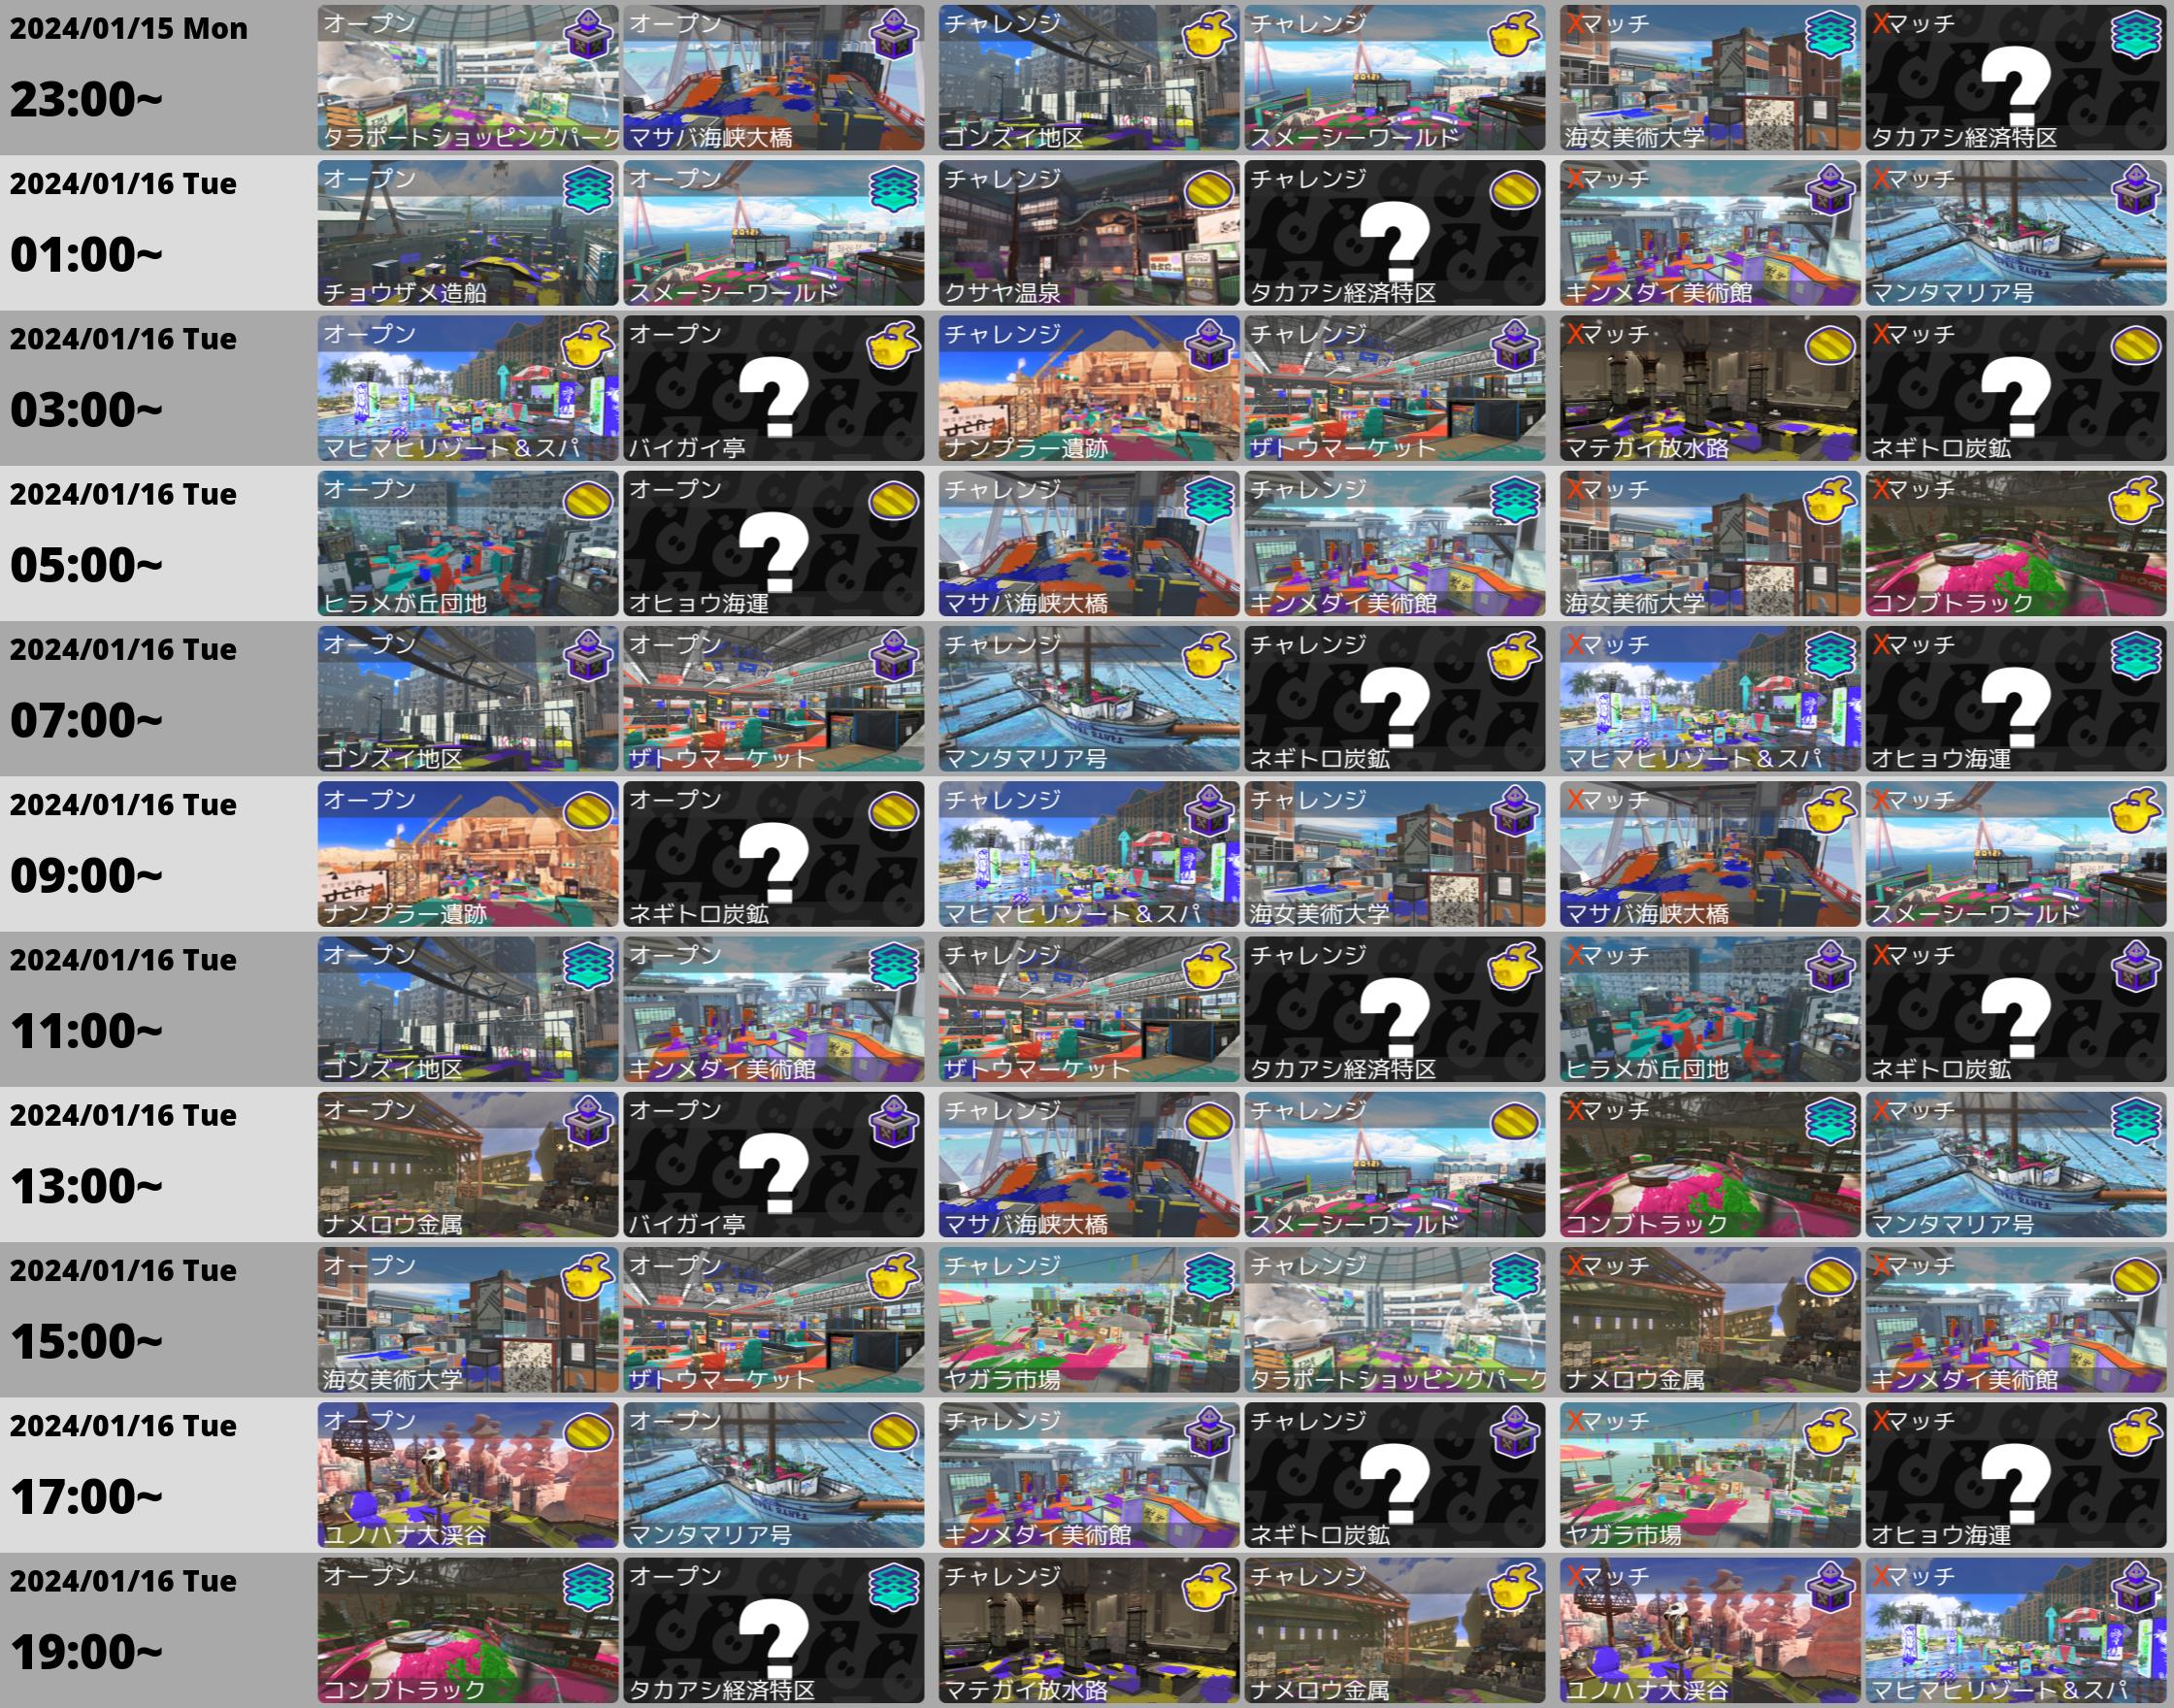 2024/01/15 Mon
23:00~
オープン オープン チャレンジ チャレンジ Xマッチ Xマッチ
タラポートショッピングパーク マサバ海峡大橋 ゴンズイ地区 スメーシーワールド 海女美術大学 タカアシ経済特区
2024/01/16 Tue
01:00~
オープン オープン チャレンジ チャレンジ Xマッチ Xマッチ
チョウザメ造船 スメーシーワールド クサヤ温泉 タカアシ経済特区 キンメダイ美術館 マンタマリア号
2024/01/16 Tue
03:00~
オープン オープン チャレンジ チャレンジ Xマッチ Xマッチ
マヒマヒリゾート＆スパ バイガイ亭 ナンプラー遺跡 ザトウマーケット マテガイ放水路 ネギトロ炭鉱
2024/01/16 Tue
05:00~
オープン オープン チャレンジ チャレンジ Xマッチ Xマッチ
ヒラメが丘団地 オヒョウ海運 マサバ海峡大橋 キンメダイ美術館 海女美術大学 コンブトラック
2024/01/16 Tue
07:00~
オープン オープン チャレンジ チャレンジ Xマッチ Xマッチ
ゴンズイ地区 ザトウマーケット マンタマリア号 ネギトロ炭鉱 マヒマヒリゾート＆スパ オヒョウ海運
2024/01/16 Tue
09:00~
オープン オープン チャレンジ チャレンジ Xマッチ Xマッチ
ナンプラー遺跡 ネギトロ炭鉱 マヒマヒリゾート＆スパ 海女美術大学 マサバ海峡大橋 スメーシーワールド
2024/01/16 Tue
11:00~
オープン オープン チャレンジ チャレンジ Xマッチ Xマッチ
ゴンズイ地区 キンメダイ美術館 ザトウマーケット タカアシ経済特区 ヒラメが丘団地 ネギトロ炭鉱
2024/01/16 Tue
13:00~
オープン オープン チャレンジ チャレンジ Xマッチ Xマッチ
ナメロウ金属 バイガイ亭 マサバ海峡大橋 スメーシーワールド コンブトラック マンタマリア号
2024/01/16 Tue
15:00~
オープン オープン チャレンジ チャレンジ Xマッチ Xマッチ
海女美術大学 ザトウマーケット ヤガラ市場 タラポートショッピングパーク ナメロウ金属 キンメダイ美術館
2024/01/16 Tue
17:00~
オープン オープン チャレンジ チャレンジ Xマッチ Xマッチ
ユノハナ大渓谷 マンタマリア号 キンメダイ美術館 ネギトロ炭鉱 ヤガラ市場 オヒョウ海運
2024/01/16 Tue
19:00~
オープン オープン チャレンジ チャレンジ Xマッチ Xマッチ
コンブトラック タカアシ経済特区 マテガイ放水路 ナメロウ金属 ユノハナ大渓谷 マヒマヒリゾート＆スパ